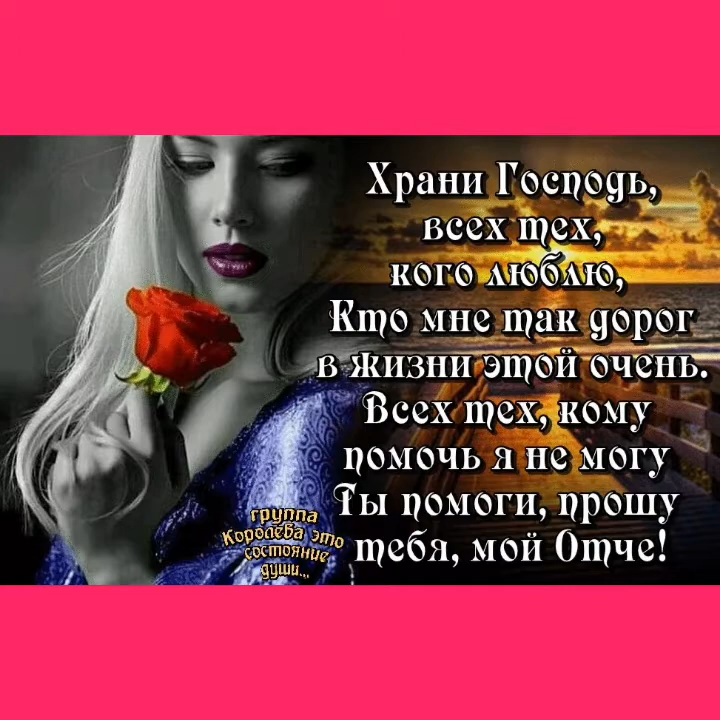 Храни Господь,
всех тех,
кого люблю,
Кто мне так дорог
в жизни этой очень.
Всех тех, кому
помочь я не могу
Ты помоги, прошу
тебя, мой Отче!
группа
Королева это
состояние
души...